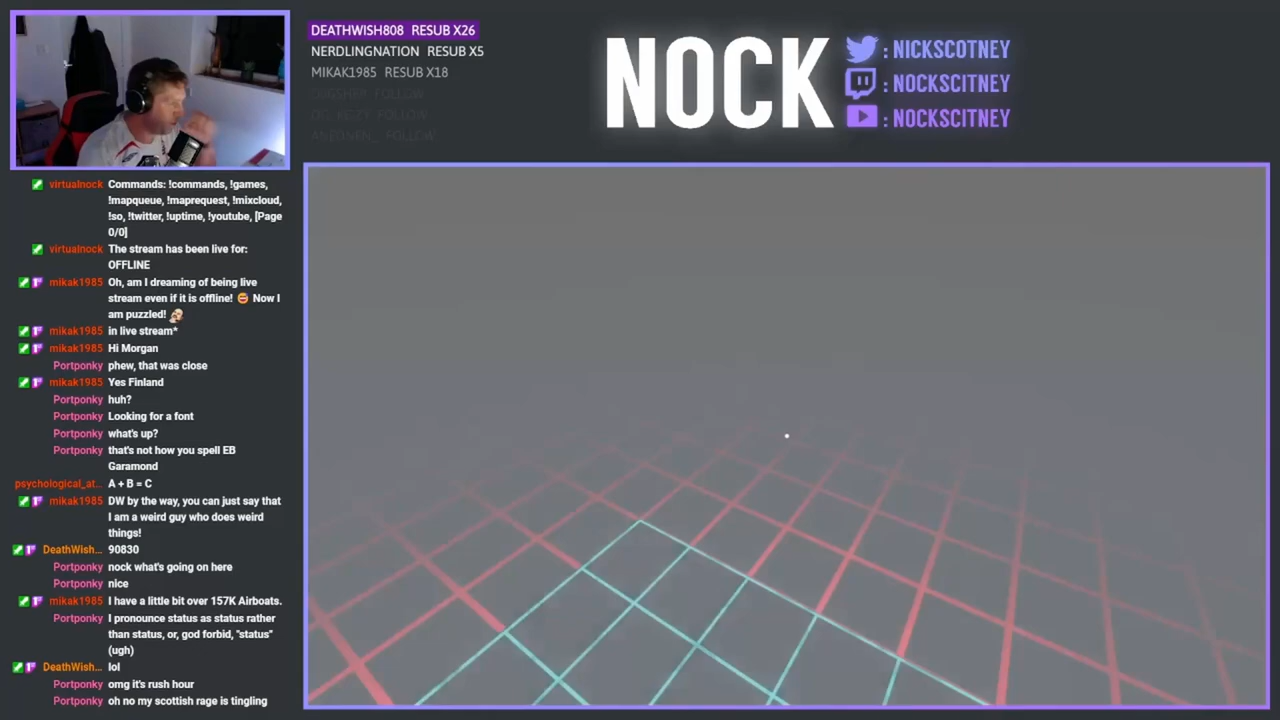 DEATHWISH808 RESUB X26
NERDLINGNATION RESUB X5
MIKAK1985 RESUB X18
FOLLOW
FOLLOW
FOLLOW
NOCK
: NICKSCOTNEY
: NOCKSCITNEY
: NOCKSCITNEY
virtualnock Commands: !commands, !games,
!mapqueue, !maprequest, !mixcloud,
!so, !twitter, !uptime, !youtube, [Page
0/0]
virtualnock The stream has been live for:
OFFLINE
mikak1985 Oh, am I dreaming of being live
stream even if it is offline! Now I
am puzzled!
mikak1985 in live stream*
mikak1985 Hi Morgan
Portponky phew, that was close
mikak1985 Yes Finland
Portponky huh?
Portponky Looking for a font
Portponky what's up?
Portponky that's not how you spell EB
Garamond
psychological_at... A + B = C
mikak1985 DW by the way, you can just say that
I am a weird guy who does weird
things!
DeathWish... 90830
Portponky nock what's going on here
Portponky nice
mikak1985 I have a little bit over 157K Airboats.
Portponky I pronounce status as status rather
than status, or, god forbid, "status"
(ugh)
DeathWish... lol
Portponky omg it's rush hour
Portponky oh no my scottish rage is tingling